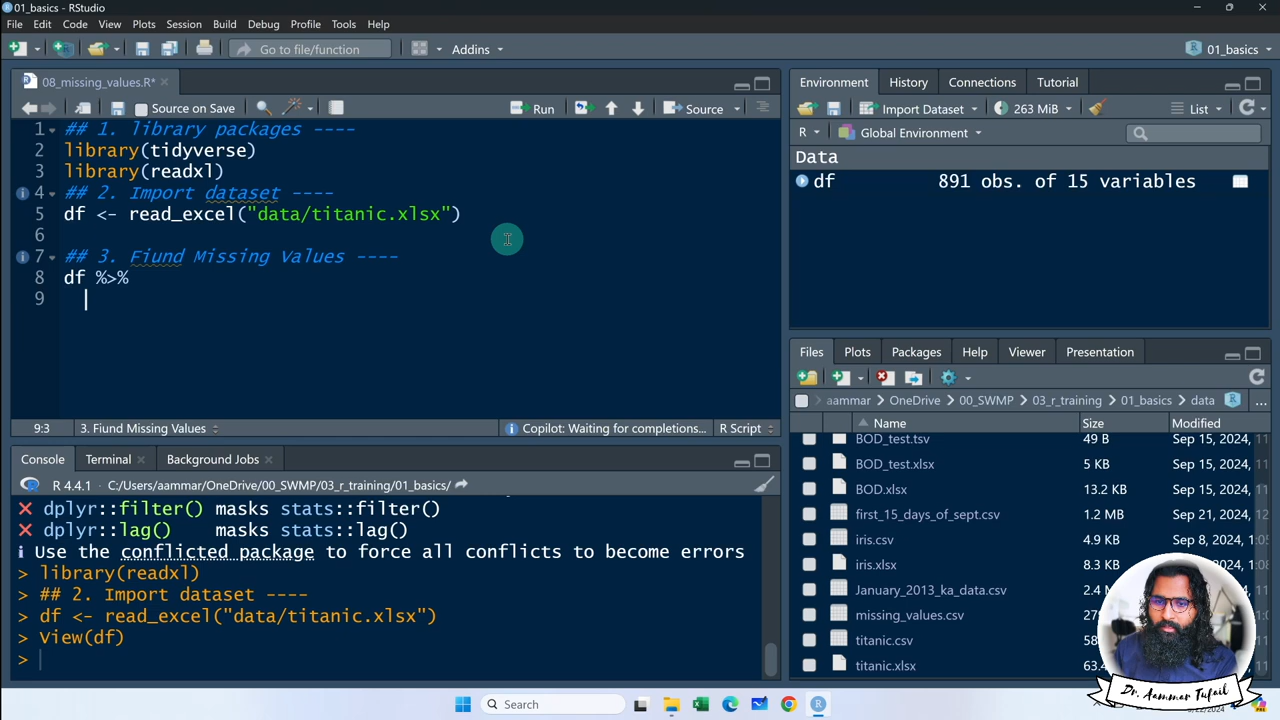 01_basics - RStudio
File Edit Code View Plots Session Build Debug Profile Tools Help
Go to file/function Addins 01_basics
08_missing_values.R*
Source on Save Run Source
1 ## 1. library packages ----
2 library(tidyverse)
3 library(readxl)
4 ## 2. Import dataset ----
5 df <- read_excel("data/titanic.xlsx")
6
7 ## 3. Fiund Missing Values ----
8 df %>%
9
9:3 3. Fiund Missing Values Copilot: Waiting for completions... R Script
Console Terminal Background Jobs
R 4.4.1 . C:/Users/aammar/OneDrive/00_SWMP/03_r_training/01_basics/
✖ dplyr::filter() masks stats::filter()
✖ dplyr::lag() masks stats::lag()
ℹ Use the conflicted package to force all conflicts to become errors
> library(readxl)
> ## 2. Import dataset ----
> df <- read_excel("data/titanic.xlsx")
> View(df)
>
Environment History Connections Tutorial
Import Dataset 263 MiB List
R Global Environment
Data
df 891 obs. of 15 variables
Files Plots Packages Help Viewer Presentation
aammar OneDrive 00_SWMP 03_r_training 01_basics data ...
Name Size Modified
BOD_test.tsv 49 B Sep 15, 2024,
BOD_test.xlsx 5 KB Sep 15, 2024,
BOD.xlsx 13.2 KB Sep 15, 2024,
first_15_days_of_sept.csv 1.2 MB Sep 21, 2024,
iris.csv 4.9 KB Sep 8, 2024,
iris.xlsx 8.3 KB Sep
January_2013_ka_data.csv 2.4
missing_values.csv
titanic.csv 58
titanic.xlsx 63.4
Dr. Aammar Tufail
Search